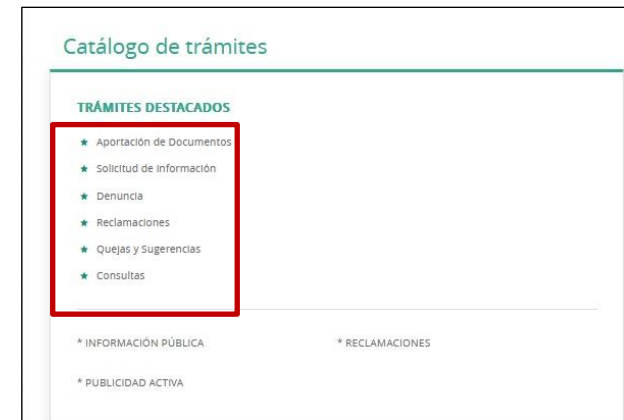 Catálogo de trámites
TRÁMITES DESTACADOS
★ Aportación de Documentos
★ Solicitud de Información
★ Denuncia
★ Reclamaciones
★ Quejas y Sugerencias
★ Consultas
* INFORMACIÓN PÚBLICA * RECLAMACIONES
* PUBLICIDAD ACTIVA